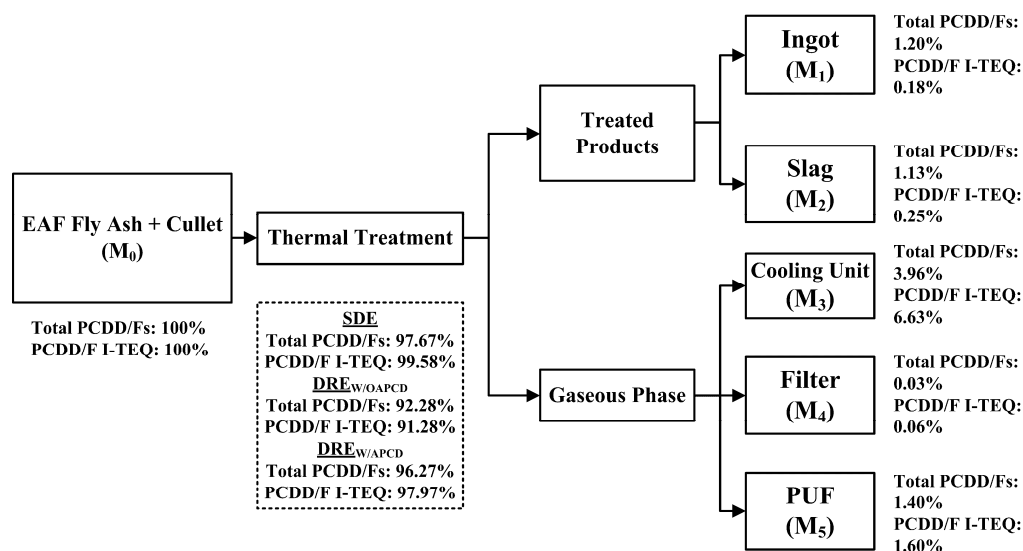 EAF Fly Ash + Cullet
(M₀)
Total PCDD/Fs: 100%
PCDD/F I-TEQ: 100%
Thermal Treatment
SDE
Total PCDD/Fs: 97.67%
PCDD/F I-TEQ: 99.58%
DRE_W/OAPCD
Total PCDD/Fs: 92.28%
PCDD/F I-TEQ: 91.28%
DRE_W/APCD
Total PCDD/Fs: 96.27%
PCDD/F I-TEQ: 97.97%
Treated
Products
Gaseous Phase
Ingot
(M₁)
Total PCDD/Fs:
1.20%
PCDD/F I-TEQ:
0.18%
Slag
(M₂)
Total PCDD/Fs:
1.13%
PCDD/F I-TEQ:
0.25%
Cooling Unit
(M₃)
Total PCDD/Fs:
3.96%
PCDD/F I-TEQ:
6.63%
Filter
(M₄)
Total PCDD/Fs:
0.03%
PCDD/F I-TEQ:
0.06%
PUF
(M₅)
Total PCDD/Fs:
1.40%
PCDD/F I-TEQ:
1.60%